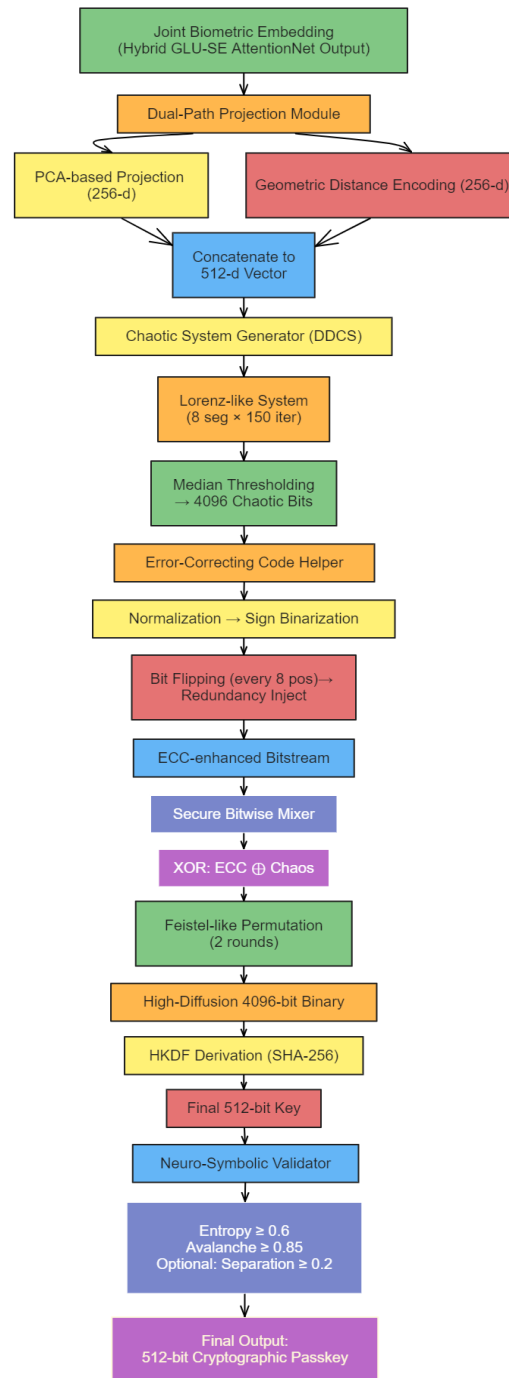 Joint Biometric Embedding
(Hybrid GLU-SE AttentionNet Output)
Dual-Path Projection Module
PCA-based Projection
(256-d)
Geometric Distance Encoding (256-d)
Concatenate to
512-d Vector
Chaotic System Generator (DDCS)
Lorenz-like System
(8 seg × 150 iter)
Median Thresholding
→ 4096 Chaotic Bits
Error-Correcting Code Helper
Normalization → Sign Binarization
Bit Flipping (every 8 pos)→
Redundancy Inject
ECC-enhanced Bitstream
Secure Bitwise Mixer
XOR: ECC ⊕ Chaos
Feistel-like Permutation
(2 rounds)
High-Diffusion 4096-bit Binary
HKDF Derivation (SHA-256)
Final 512-bit Key
Neuro-Symbolic Validator
Entropy ≥ 0.6
Avalanche ≥ 0.85
Optional: Separation ≥ 0.2
Final Output:
512-bit Cryptographic Passkey